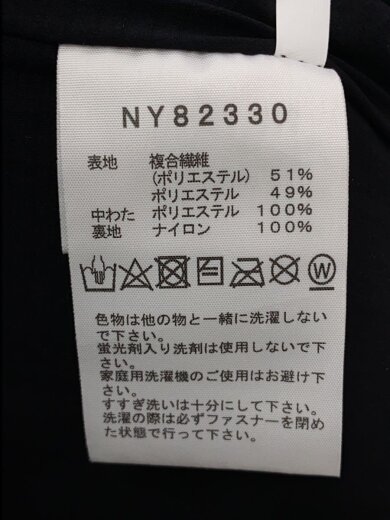 NY82330
表地 複合繊維
(ポリエステル) 51%
ポリエステル 49%
中わた ポリエステル 100%
裏地 ナイロン 100%
W
色物は他の物と一緒に洗濯しない
で下さい。
蛍光剤入り洗剤は使用しないで下
さい。
家庭用洗濯機のご使用はお避け下
さい。
すすぎ洗いは十分にして下さい。
洗濯の際は必ずファスナーを閉め
た状態で行って下さい。